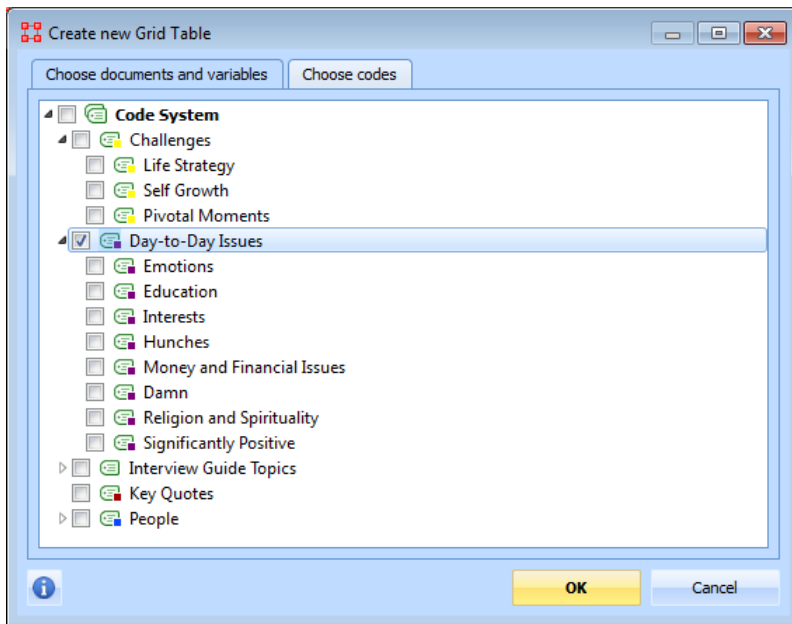 Create new Grid Table
Choose documents and variables Choose codes
Code System
Challenges
Life Strategy
Self Growth
Pivotal Moments
Day-to-Day Issues
Emotions
Education
Interests
Hunches
Money and Financial Issues
Damn
Religion and Spirituality
Significantly Positive
Interview Guide Topics
Key Quotes
People
OK Cancel